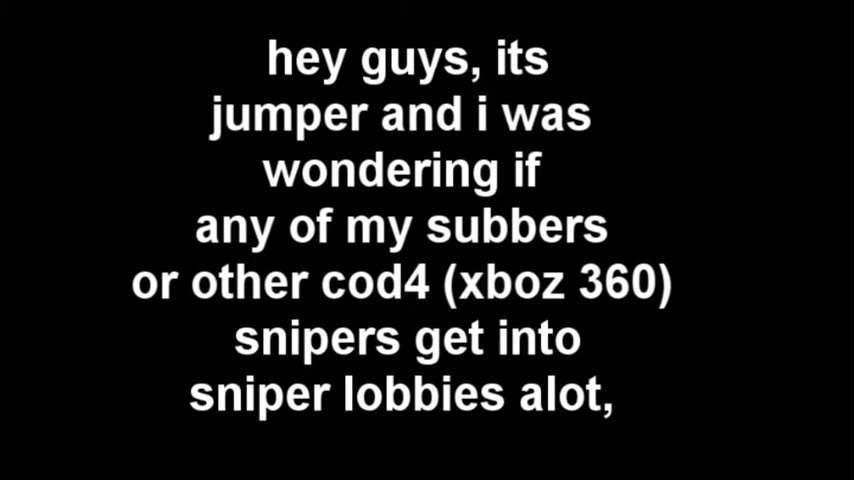 hey guys, its
jumper and i was
wondering if
any of my subbers
or other cod4 (xboz 360)
snipers get into
sniper lobbies alot,